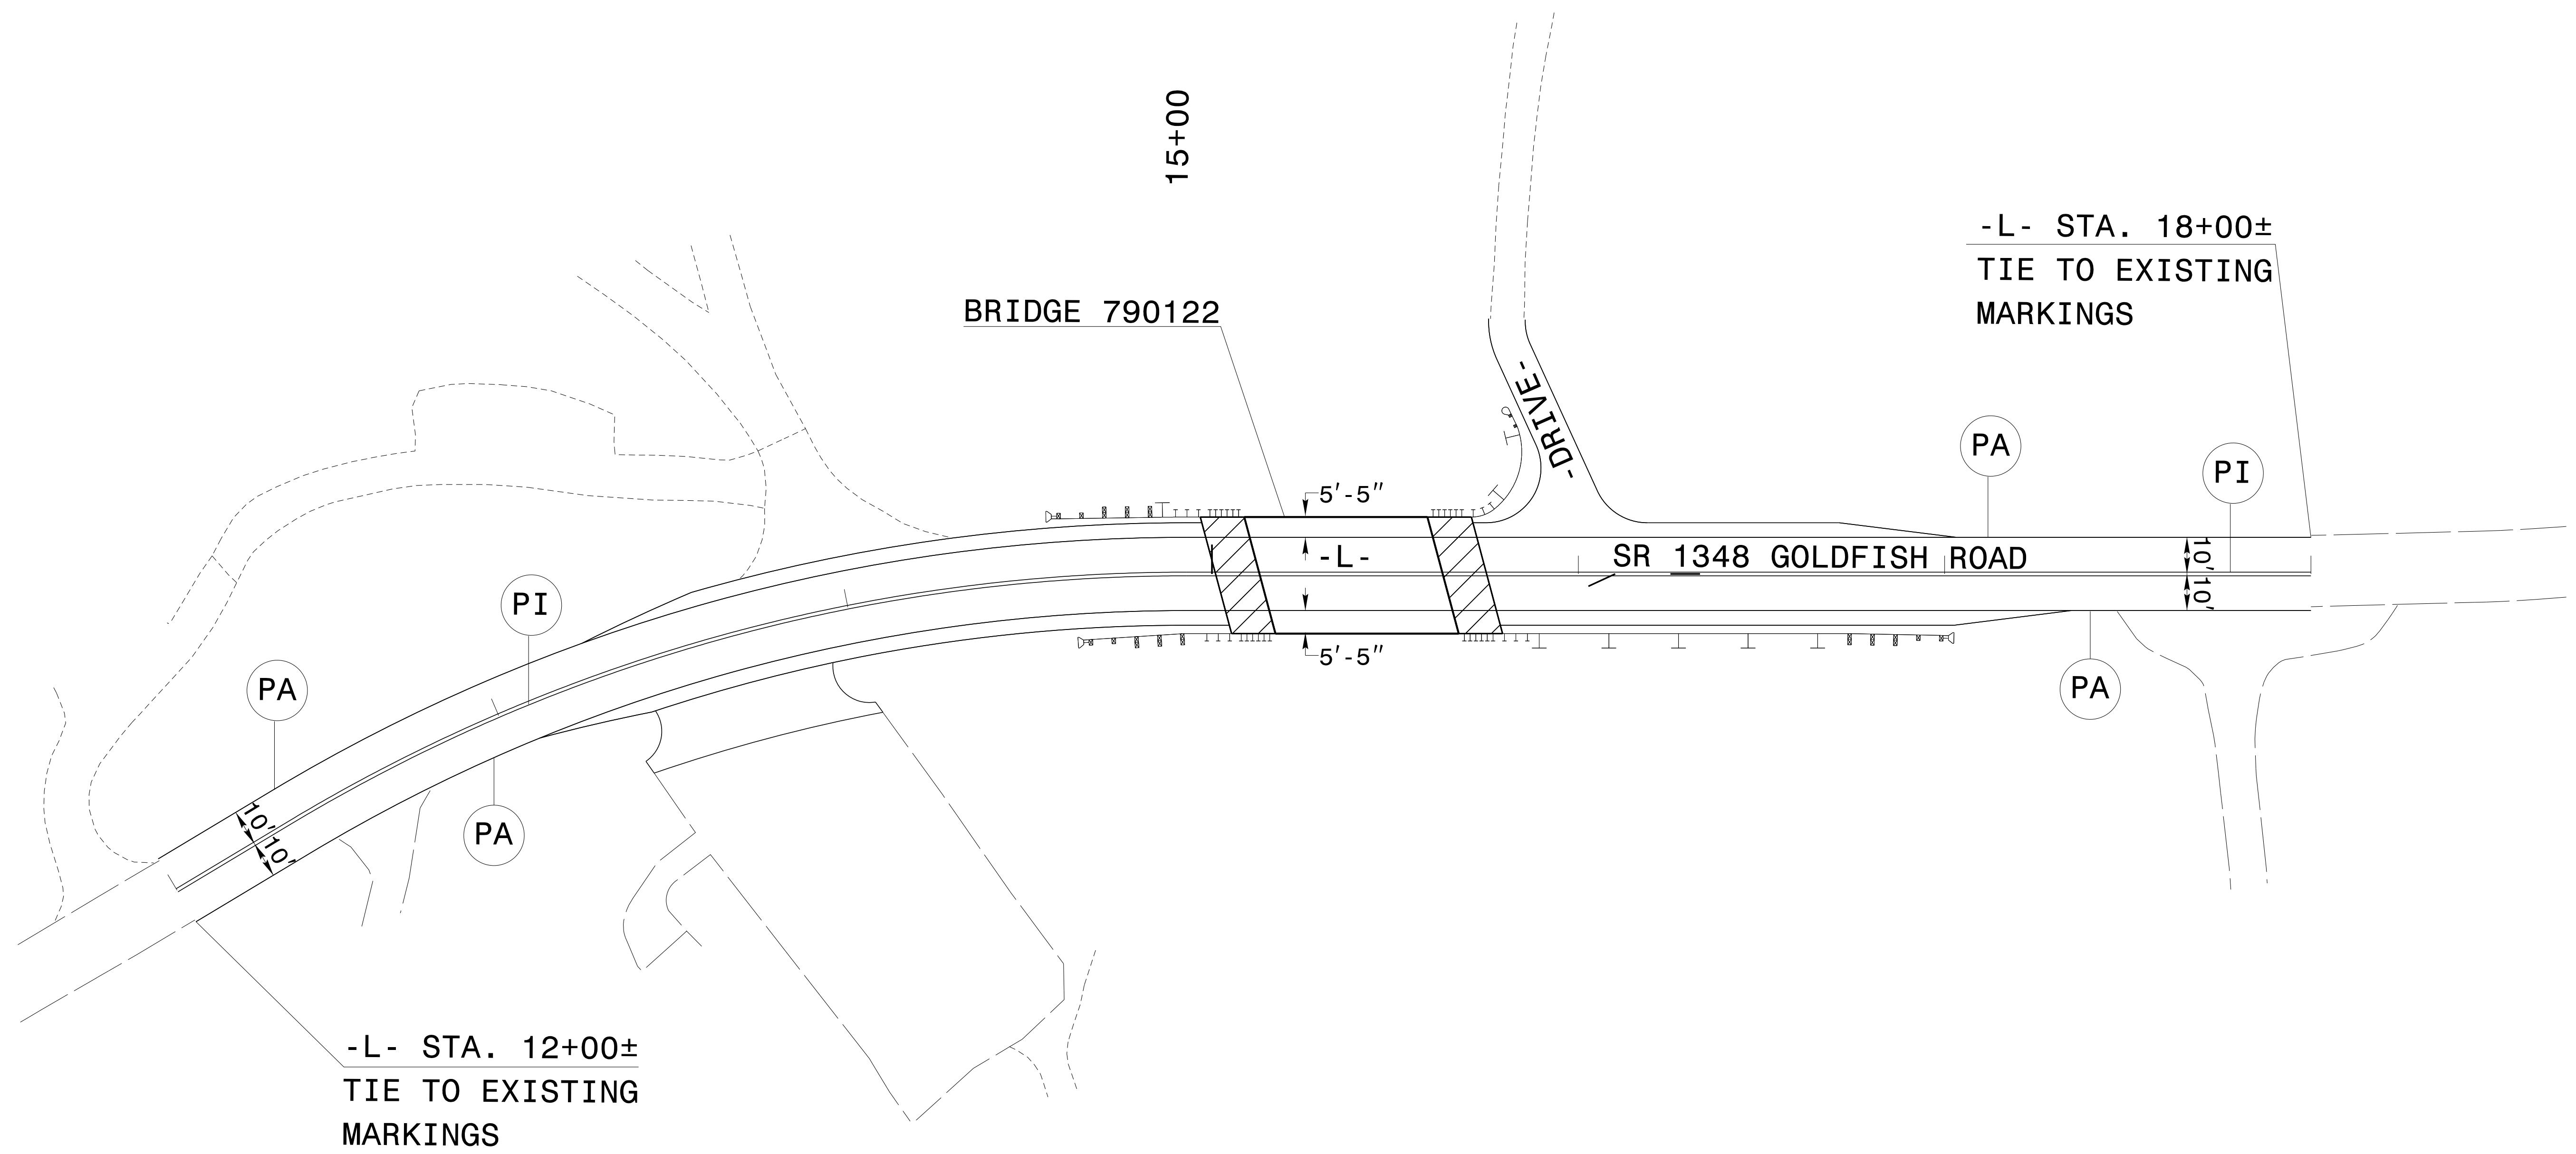 15+00
-L- STA. 18+00±
TIE TO EXISTING
MARKINGS
BRIDGE 790122
-DRIVE-
PA
PI
5'-5"
-L-
SR 1348 GOLDFISH ROAD
10'
10'
PI
5'-5"
PA
PA
10'
10'
PA
-L- STA. 12+00±
TIE TO EXISTING
MARKINGS